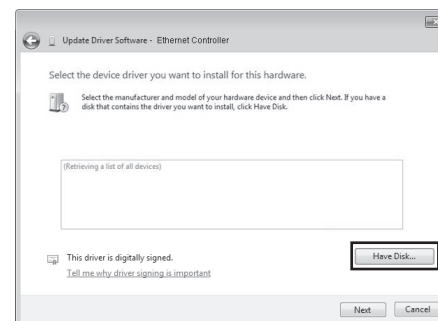 Update Driver Software - Ethernet Controller
Select the device driver you want to install for this hardware.
Select the manufacturer and model of your hardware device and then click Next. If you have a
disk that contains the driver you want to install, click Have Disk.
(Retrieving a list of all devices)
This driver is digitally signed.
Have Disk...
Tell me why driver signing is important
Next
Cancel